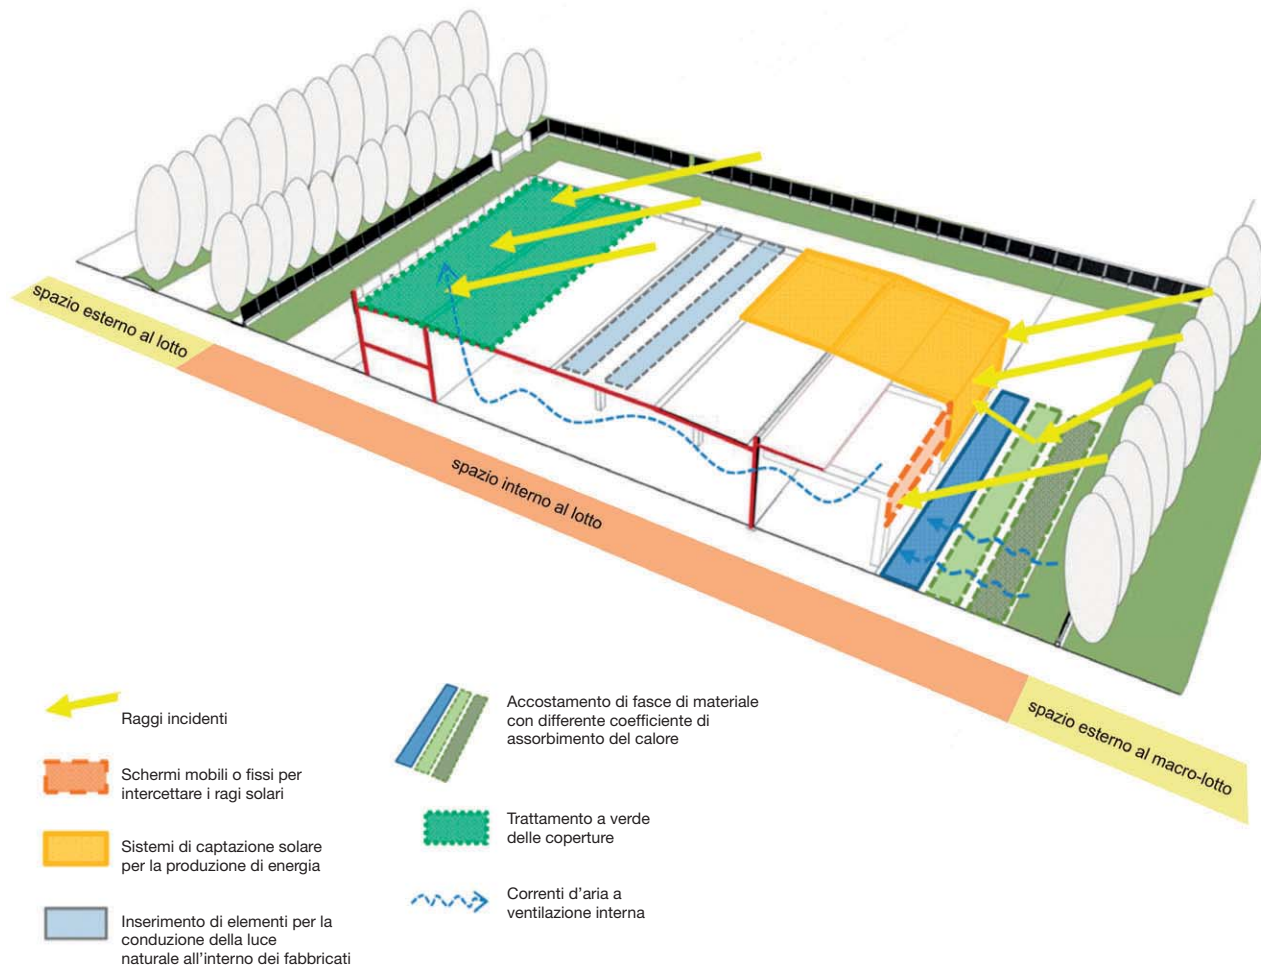 spazio esterno al lotto
spazio interno al lotto
spazio esterno al macro-lotto
Raggi incidenti
Schermi mobili o fissi per
intercettare i ragi solari
Sistemi di captazione solare
per la produzione di energia
Inserimento di elementi per la
conduzione della luce
naturale all'interno dei fabbricati
Accostamento di fasce di materiale
con differente coefficiente di
assorbimento del calore
Trattamento a verde
delle coperture
Correnti d'aria a
ventilazione interna